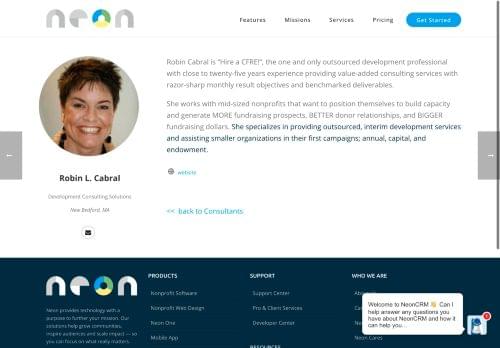 neon
Features Missions Services Pricing Get Started
Robin Cabral is "Hire a CFRE!", the one and only outsourced development professional
with close to twenty-five years experience providing value-added consulting services with
razor-sharp monthly result objectives and benchmarked deliverables.
She works with mid-sized nonprofits that want to position themselves to build capacity
and generate MORE fundraising prospects, BETTER donor relationships, and BIGGER
fundraising dollars. She specializes in providing outsourced, interim development services
and assisting smaller organizations in their first campaigns; annual, capital, and
endowment.
website
Robin L. Cabral
Development Consulting Solutions
New Bedford, MA
<< back to Consultants
neon
Neon provides technology with a
purpose to further your mission. Our
solutions help grow communities,
inspire audiences and scale impact — so
you can focus on what really matters.
PRODUCTS
Nonprofit Software
Nonprofit Web Design
Neon One
Mobile App
SUPPORT
Support Center
Pro & Client Services
Developer Center
RESOURCES
WHO WE ARE
Neon Cares
Welcome to NeonCRM 👋 Can I
help answer any questions you
have about NeonCRM and how it
can help you...
1